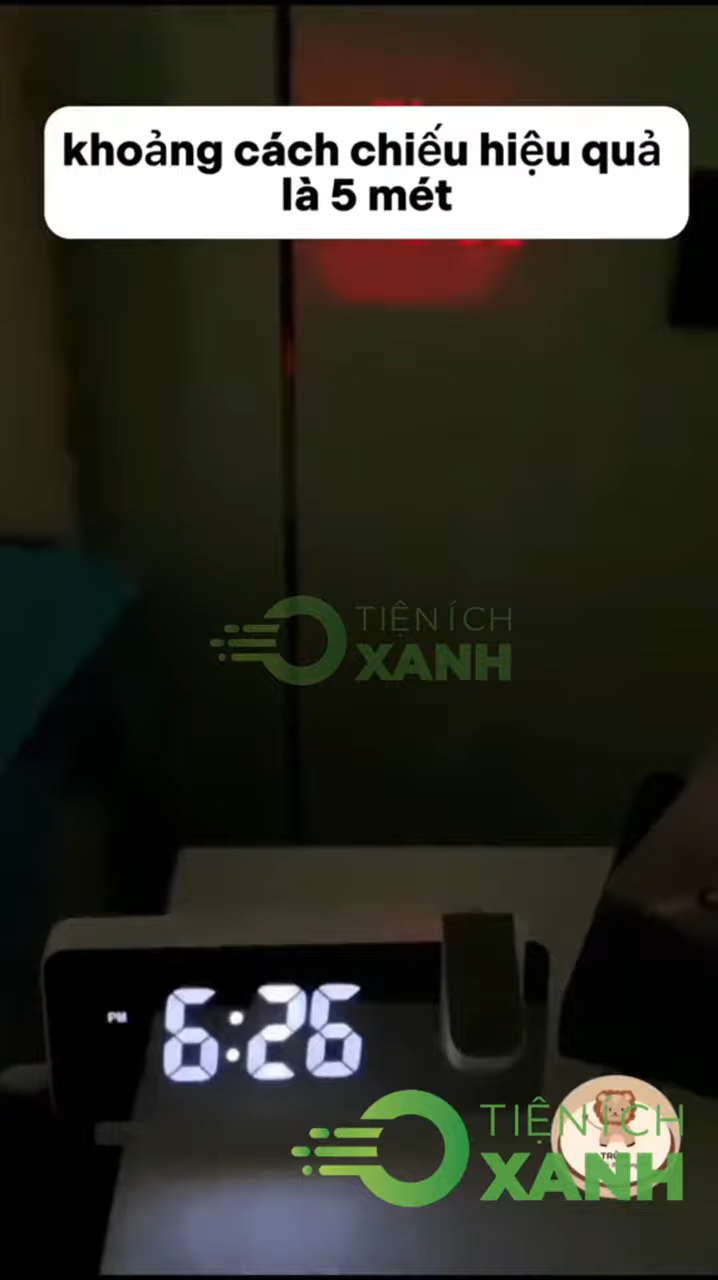 khoảng cách chiếu hiệu quả
là 5 mét
TIỆN ÍCH
XANH
PM
6:26
TIỆN ÍCH
XANH